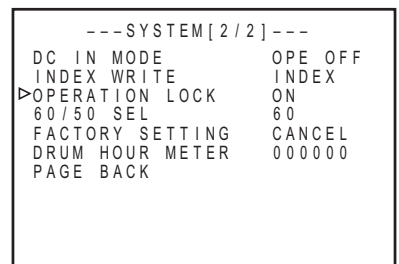 ---SYSTEM[2/2]---
DC IN MODE OPE OFF
INDEX WRITE INDEX
▷OPERATION LOCK ON
60/50 SEL 60
FACTORY SETTING CANCEL
DRUM HOUR METER 000000
PAGE BACK